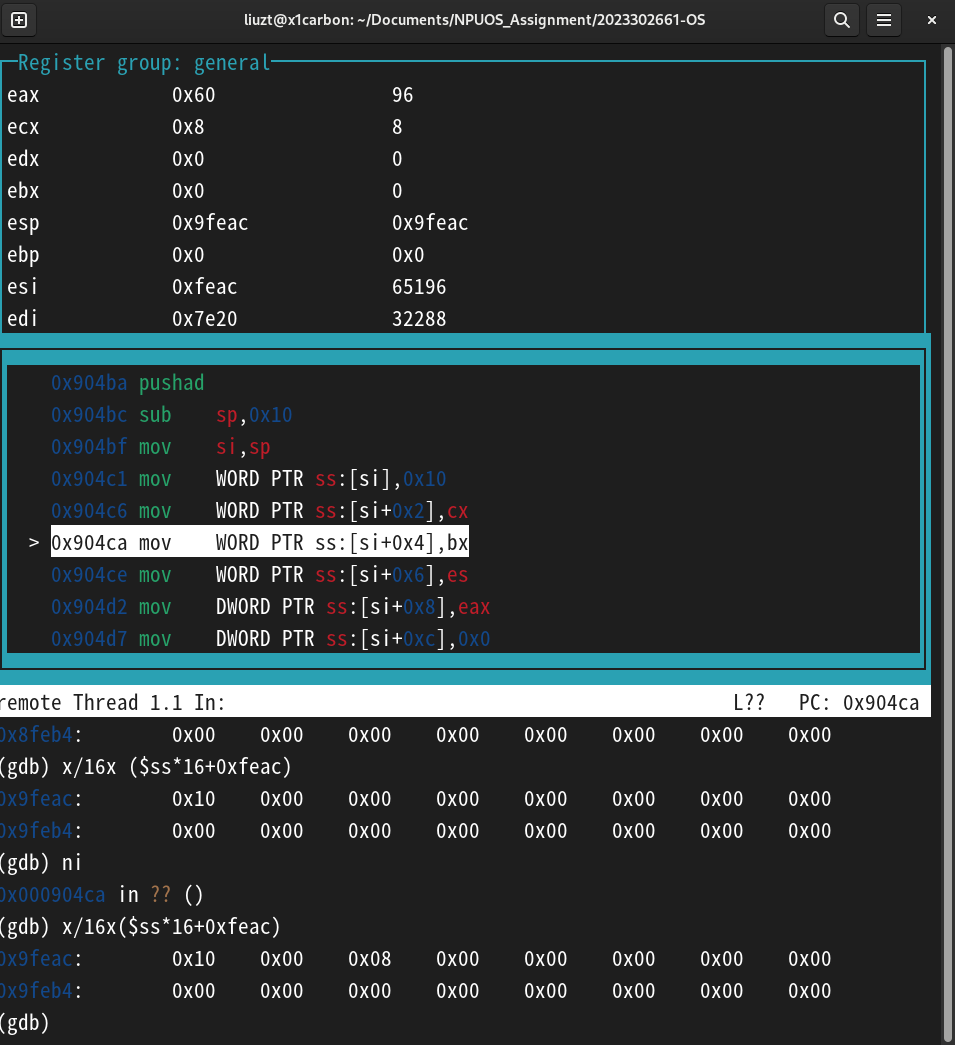 liuzt@x1carbon: ~/Documents/NPUOS_Assignment/2023302661-OS
Register group: general
eax 0x60 96
ecx 0x8 8
edx 0x0 0
ebx 0x0 0
esp 0x9feac 0x9feac
ebp 0x0 0x0
esi 0xfeac 65196
edi 0x7e20 32288
0x904ba pushad
0x904bc sub sp,0x10
0x904bf mov si,sp
0x904c1 mov WORD PTR ss:[si],0x10
0x904c6 mov WORD PTR ss:[si+0x2],cx
> 0x904ca mov WORD PTR ss:[si+0x4],bx
0x904ce mov WORD PTR ss:[si+0x6],es
0x904d2 mov DWORD PTR ss:[si+0x8],eax
0x904d7 mov DWORD PTR ss:[si+0xc],0x0
remote Thread 1.1 In: L?? PC: 0x904ca
0x8feb4: 0x00 0x00 0x00 0x00 0x00 0x00 0x00 0x00
(gdb) x/16x ($ss*16+0xfeac)
0x9feac: 0x10 0x00 0x00 0x00 0x00 0x00 0x00 0x00
0x9feb4: 0x00 0x00 0x00 0x00 0x00 0x00 0x00 0x00
(gdb) ni
0x000904ca in ?? ()
(gdb) x/16x($ss*16+0xfeac)
0x9feac: 0x10 0x00 0x08 0x00 0x00 0x00 0x00 0x00
0x9feb4: 0x00 0x00 0x00 0x00 0x00 0x00 0x00 0x00
(gdb)